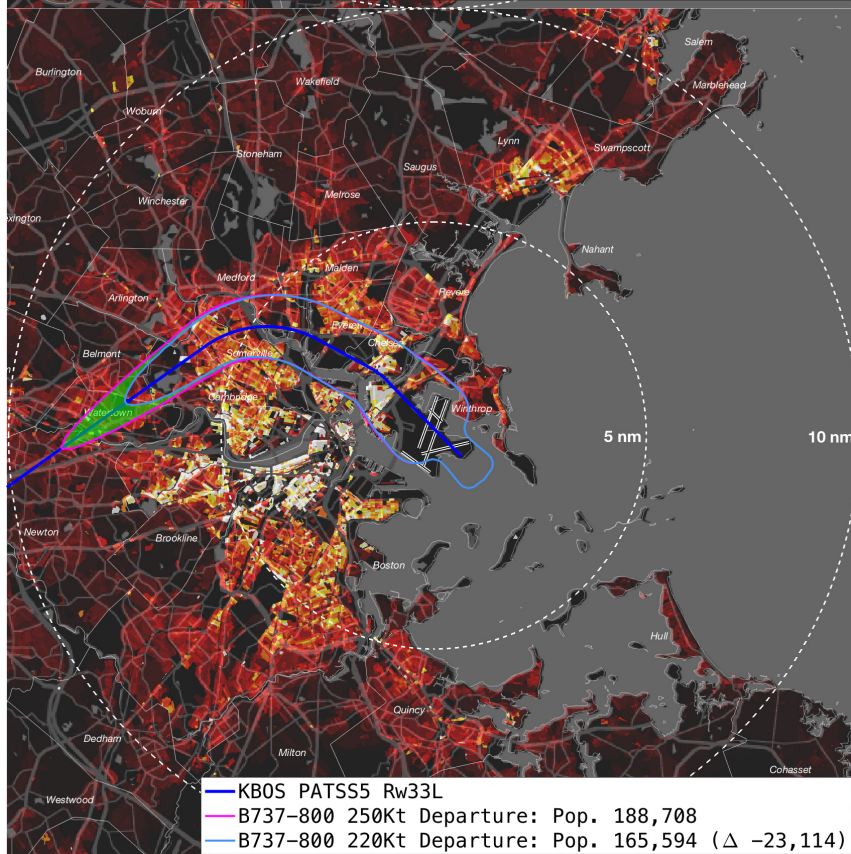 Salem
Burlington
Wakefield
Marblehead
Woburn
Lynn
Swampscott
Stoneham
Saugus
Melrose
Winchester
exington
Nahant
Malden
Medford
Revere
Arlington
Everett
Chelsea
Belmont
Somerville
Cambridge
Winthrop
Watertown
5 nm
10 nm
Newton
Brookline
Boston
Hull
Quincy
Dedham
Milton
Cohasset
Westwood
KBOS PATSS5 Rw33L
B737-800 250Kt Departure: Pop. 188,708
B737-800 220Kt Departure: Pop. 165,594 (Δ -23,114)